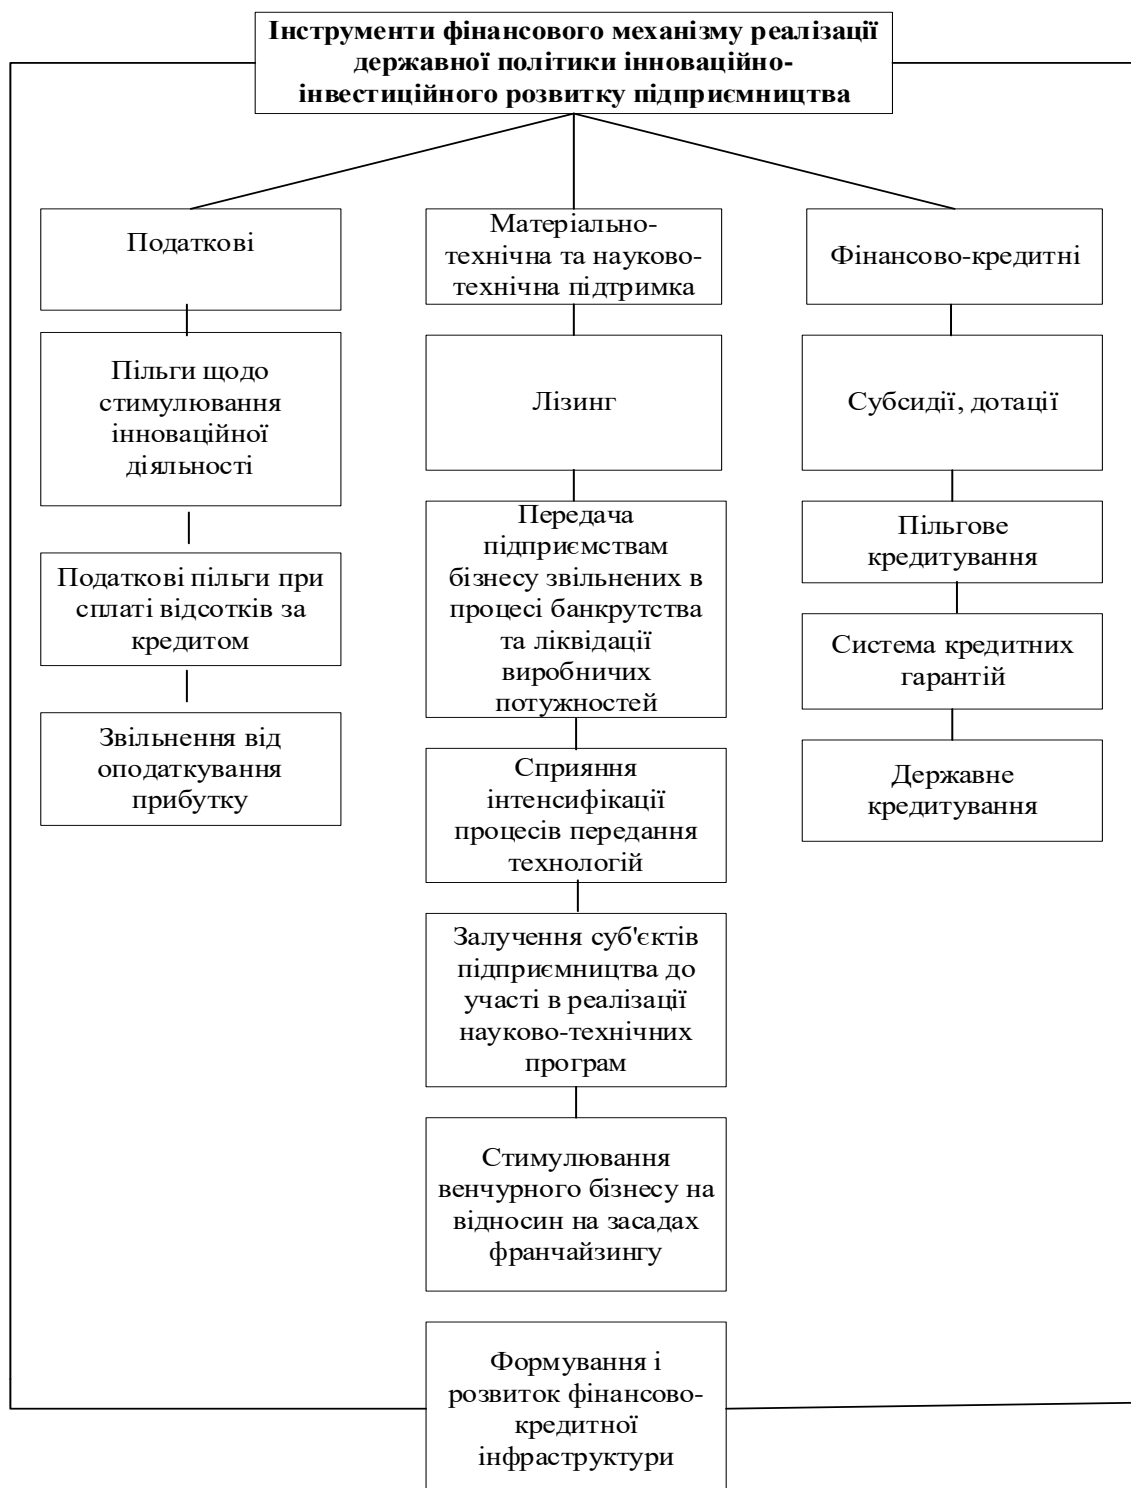 Інструменти фінансового механізму реалізації
державної політики інноваційно-
інвестиційного розвитку підприємництва
Податкові
Пільги щодо
стимулювання
інноваційної
діяльності
Податкові пільги при
сплаті відсотків за
кредитом
Звільнення від
оподаткування
прибутку
Матеріально-
технічна та науково-
технічна підтримка
Лізинг
Передача
підприємствам
бізнесу звільнених в
процесі банкрутства
та ліквідації
виробничих
потужностей
Сприяння
інтенсифікації
процесів передання
технологій
Залучення суб'єктів
підприємництва до
участі в реалізації
науково-технічних
програм
Стимулювання
венчурного бізнесу на
відносин на засадах
франчайзингу
Фінансово-кредитні
Субсидії, дотації
Пільгове
кредитування
Система кредитних
гарантій
Державне
кредитування
Формування і
розвиток фінансово-
кредитної
інфраструктури